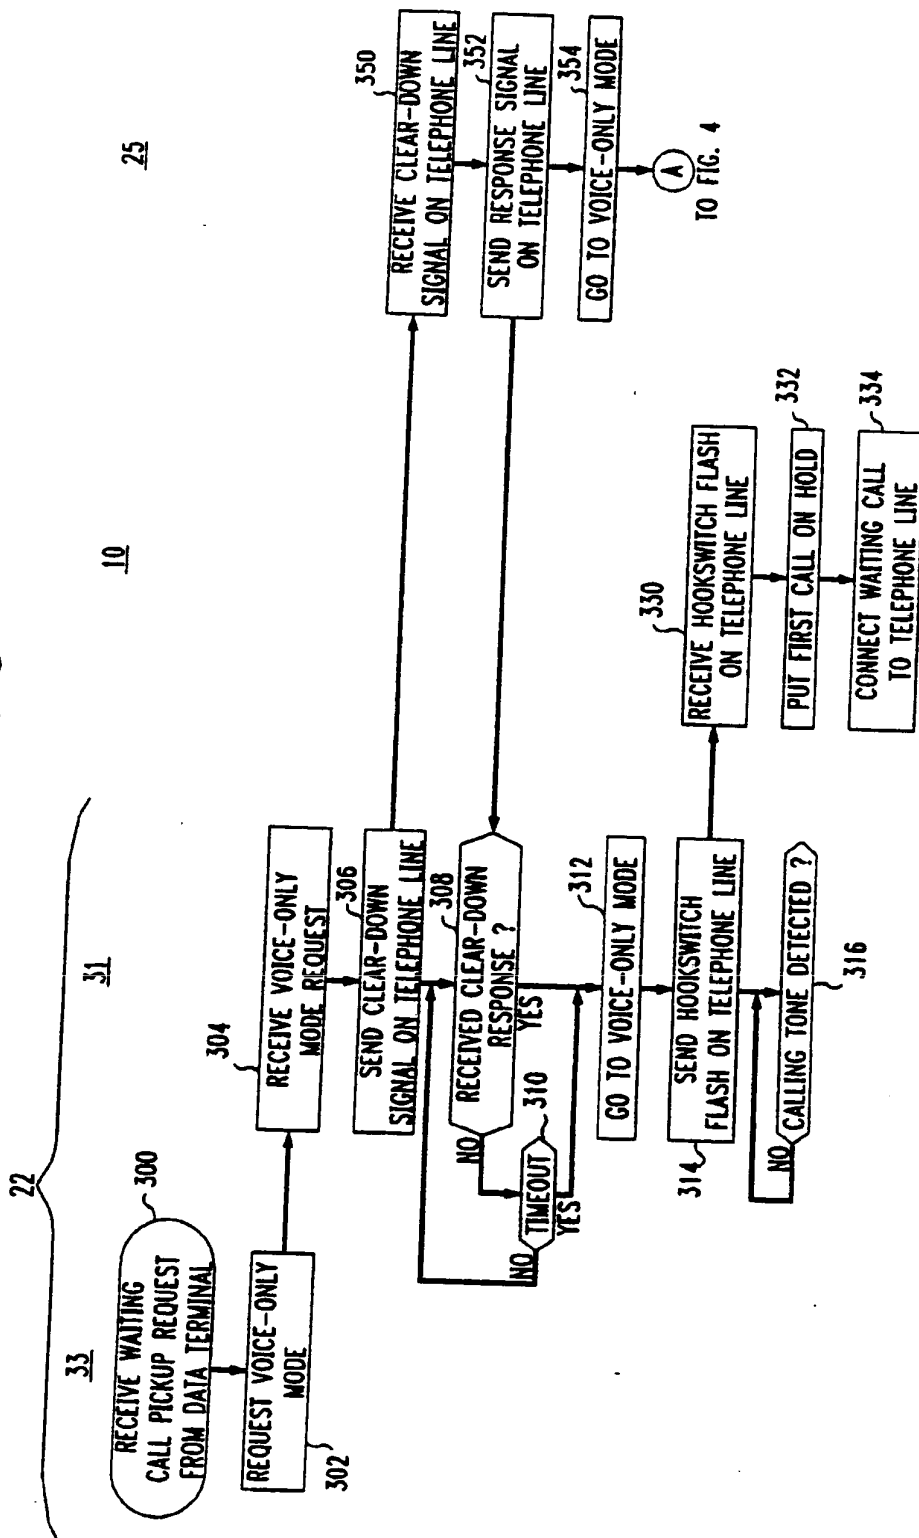 22
33
31
10
25
RECEIVE WAITING
CALL PICKUP REQUEST
FROM DATA TERMINAL
300
REQUEST VOICE-ONLY
MODE
302
304
RECEIVE VOICE-ONLY
MODE REQUEST
SEND CLEAR-DOWN
SIGNAL ON TELEPHONE LINE
306
RECEIVED CLEAR-DOWN
RESPONSE ?
308
NO
YES
TIMEOUT
310
NO
YES
GO TO VOICE-ONLY MODE
312
SEND HOOKSWITCH
FLASH ON TELEPHONE LINE
314
CALLING TONE DETECTED ?
316
NO
330
RECEIVE HOOKSWITCH FLASH
ON TELEPHONE LINE
PUT FIRST CALL ON HOLD
332
CONNECT WAITING CALL
TO TELEPHONE LINE
334
RECEIVE CLEAR-DOWN
SIGNAL ON TELEPHONE LINE
350
SEND RESPONSE SIGNAL
ON TELEPHONE LINE
352
GO TO VOICE-ONLY MODE
354
A
TO FIG. 4